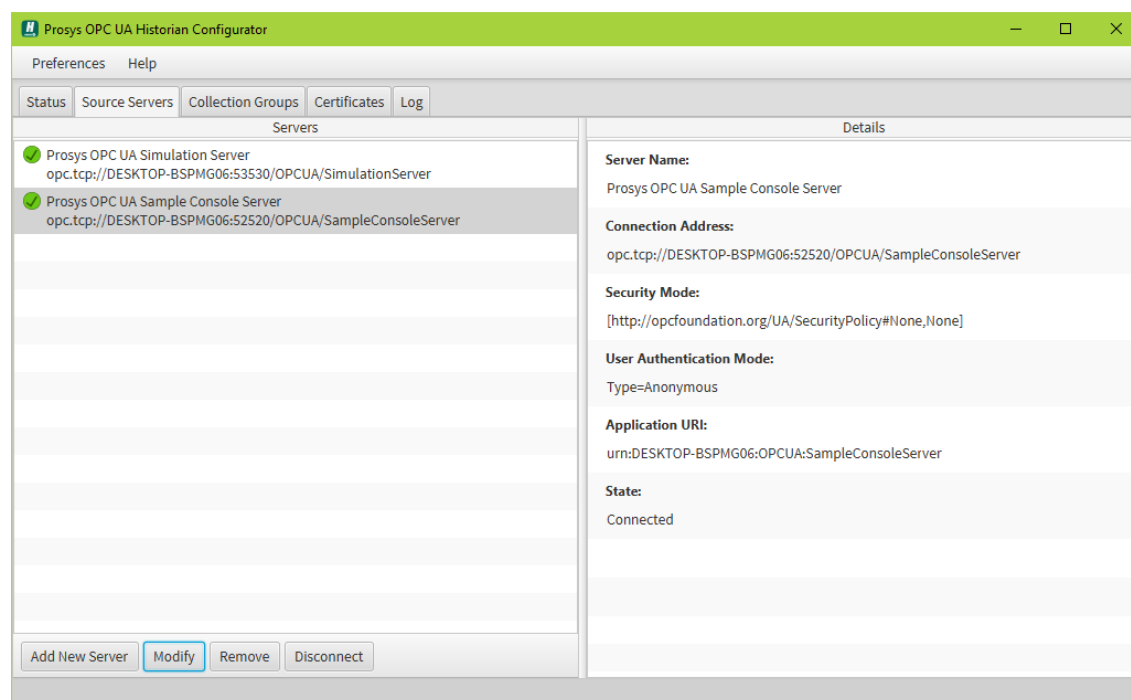 Prosys OPC UA Historian Configurator
Preferences Help
Status Source Servers Collection Groups Certificates Log
Servers
Prosys OPC UA Simulation Server
opc.tcp://DESKTOP-BSPMG06:53530/OPCUA/SimulationServer
Prosys OPC UA Sample Console Server
opc.tcp://DESKTOP-BSPMG06:52520/OPCUA/SampleConsoleServer
Add New Server Modify Remove Disconnect
Details
Server Name:
Prosys OPC UA Sample Console Server
Connection Address:
opc.tcp://DESKTOP-BSPMG06:52520/OPCUA/SampleConsoleServer
Security Mode:
[http://opcfoundation.org/UA/SecurityPolicy#None,None]
User Authentication Mode:
Type=Anonymous
Application URI:
urn:DESKTOP-BSPMG06:OPCUA:SampleConsoleServer
State:
Connected